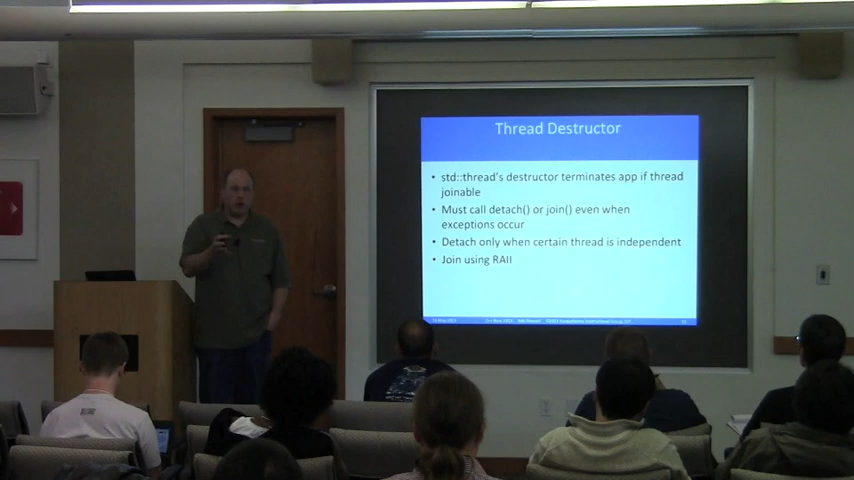 Thread Destructor
• std::thread's destructor terminates app if thread
joinable
• Must call detach() or join() even when
exceptions occur
• Detach only when certain thread is independent
• Join using RAII